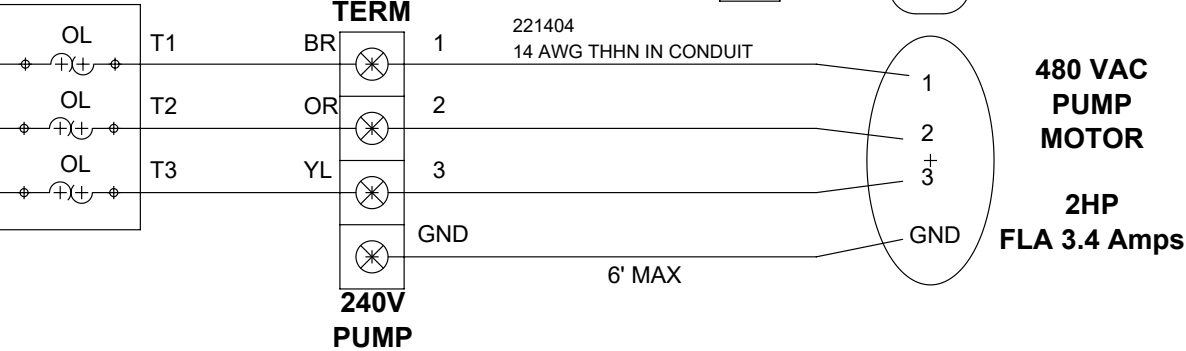 TERM
OL
T1
BR
1
221404
14 AWG THHN IN CONDUIT
1
480 VAC
PUMP
MOTOR
OL
T2
OR
2
2
OL
T3
YL
3
3
2HP
FLA 3.4 Amps
GND
GND
6' MAX
240V
PUMP